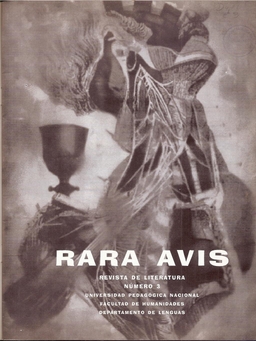 RARA AVIS
REVISTA DE LITERATURA
NUMERO 3
UNIVERSIDAD PEDAGOGICA NACIONAL
FACULTAD DE HUMANIDADES
DEPARTAMENTO DE LENGUAS